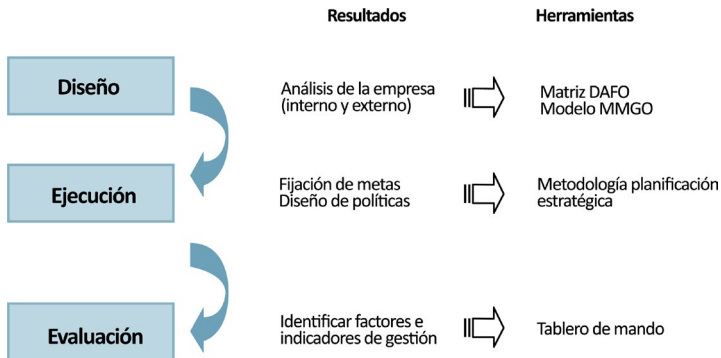 Resultados
Herramientas
Diseño
Análisis de la empresa
(interno y externo)
Matriz DAFO
Modelo MMGO
Ejecución
Fijación de metas
Diseño de políticas
Metodología planificación
estratégica
Evaluación
Identificar factores e
indicadores de gestión
Tablero de mando